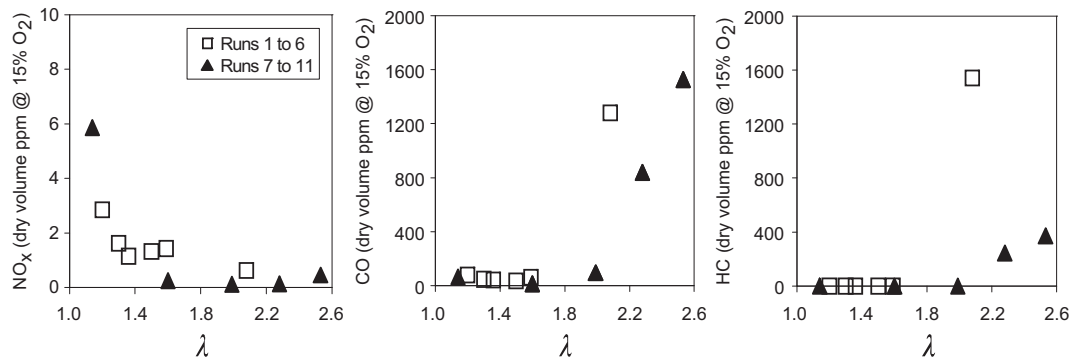 NOX (dry volume ppm @ 15% O2)
10
8
6
4
2
0
Runs 1 to 6
Runs 7 to 11
1.0 1.4 1.8 2.2 2.6
λ
CO (dry volume ppm @ 15% O2)
2000
1600
1200
800
400
0
1.0 1.4 1.8 2.2 2.6
λ
HC (dry volume ppm @ 15% O2)
2000
1600
1200
800
400
0
1.0 1.4 1.8 2.2 2.6
λ